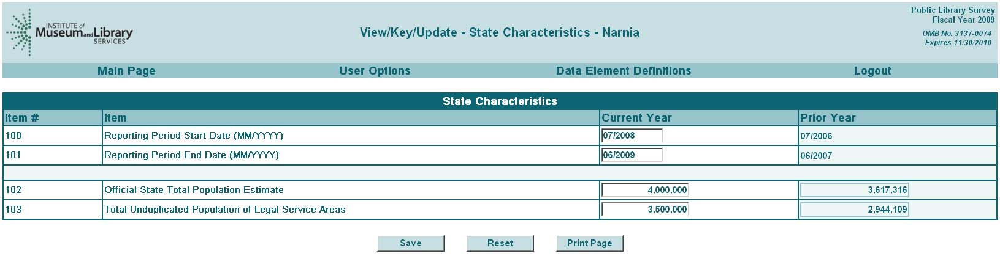 INSTITUTE of
Museum and Library
SERVICES
View/Key/Update - State Characteristics - Narnia
Public Library Survey
Fiscal Year 2009
OMB No. 3137-0074
Expires 11/30/2010
Main Page User Options Data Element Definitions Logout
State Characteristics
Item # Item Current Year Prior Year
100 Reporting Period Start Date (MM/YYYY) 07/2008 07/2006
101 Reporting Period End Date (MM/YYYY) 06/2009 06/2007
102 Official State Total Population Estimate 4,000,000 3,617,316
103 Total Unduplicated Population of Legal Service Areas 3,500,000 2,944,109
Save Reset Print Page